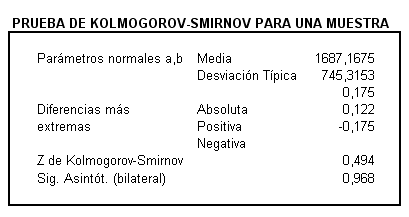 PRUEBA DE KOLMOGOROV-SMIRNOV PARA UNA MUESTRA
Parámetros normales a,b Media 1687,1675
Desviación Típica 745,3153
0,175
Diferencias más Absoluta 0,122
extremas Positiva -0,175
Negativa
Z de Kolmogorov-Smirnov 0,494
Sig. Asintót. (bilateral) 0,968